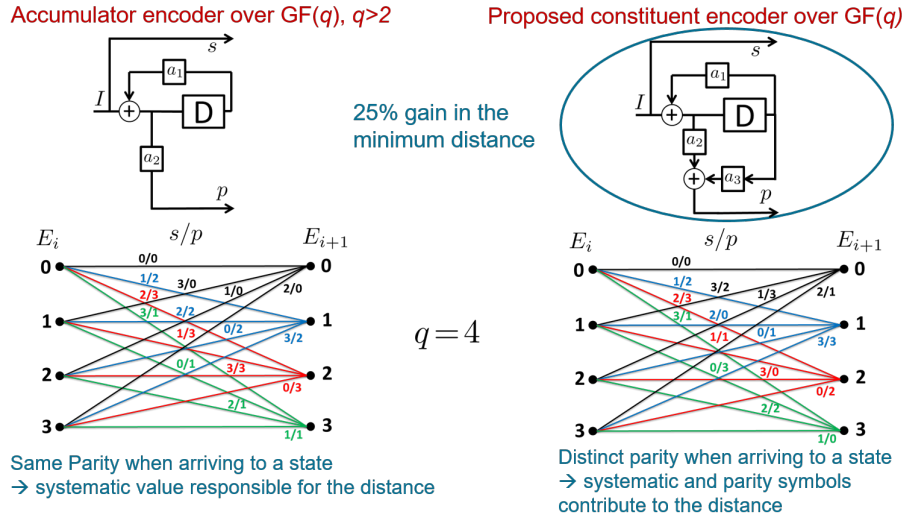 Accumulator encoder over GF(q), q>2
s
a1
I
+
D
a2
p
25% gain in the
minimum distance
Proposed constituent encoder over GF(q)
s
a1
I
+
D
a2
+
a3
p
Ei
s/p
Ei+1
0
0/0
0
1/2
3/0
1/0
2/0
2/3
3/1
1
2/2
0/2
1
1/3
3/2
0/1
2
3/3
2
0/3
2/1
3
1/1
3
q=4
Ei
s/p
Ei+1
0
0/0
0
1/2
3/2
1/3
2/1
2/3
3/1
1
2/0
0/1
1
1/1
3/3
0/3
2
3/0
2
0/2
2/2
3
1/0
3
Same Parity when arriving to a state
→ systematic value responsible for the distance
Distinct parity when arriving to a state
→ systematic and parity symbols
contribute to the distance